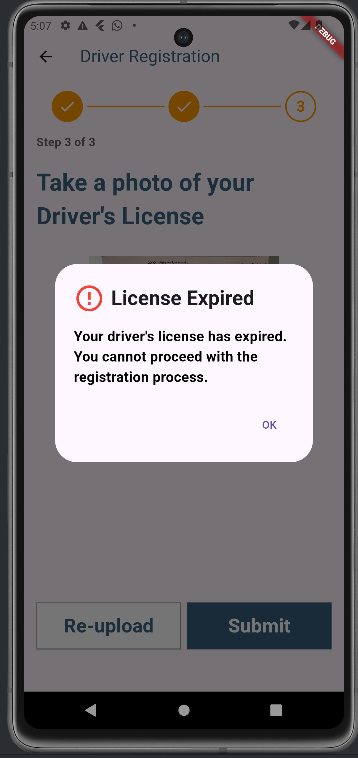 5:07
DEBUG
Driver Registration
3
Step 3 of 3
Take a photo of your
Driver's License
License Expired
Your driver's license has expired.
You cannot proceed with the
registration process.
OK
Re-upload
Submit